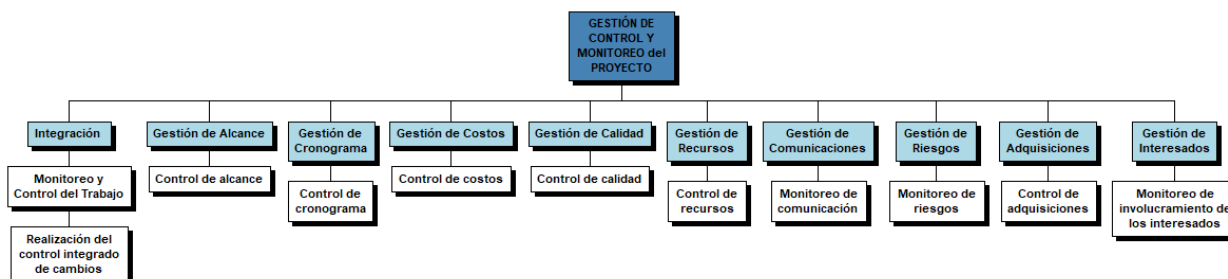 GESTIÓN DE
CONTROL Y
MONITOREO del
PROYECTO
Integración
Gestión de Alcance
Gestión de
Cronograma
Gestión de Costos
Gestión de Calidad
Gestión de
Recursos
Gestión de
Comunicaciones
Gestión de
Riesgos
Gestión de
Adquisiciones
Gestión de
Interesados
Monitoreo y
Control del Trabajo
Control de alcance
Control de
cronograma
Control de costos
Control de calidad
Control de
recursos
Monitoreo de
comunicación
Monitoreo de
riesgos
Control de
adquisiciones
Monitoreo de
involucramiento de
los interesados
Realización del
control integrado
de cambios